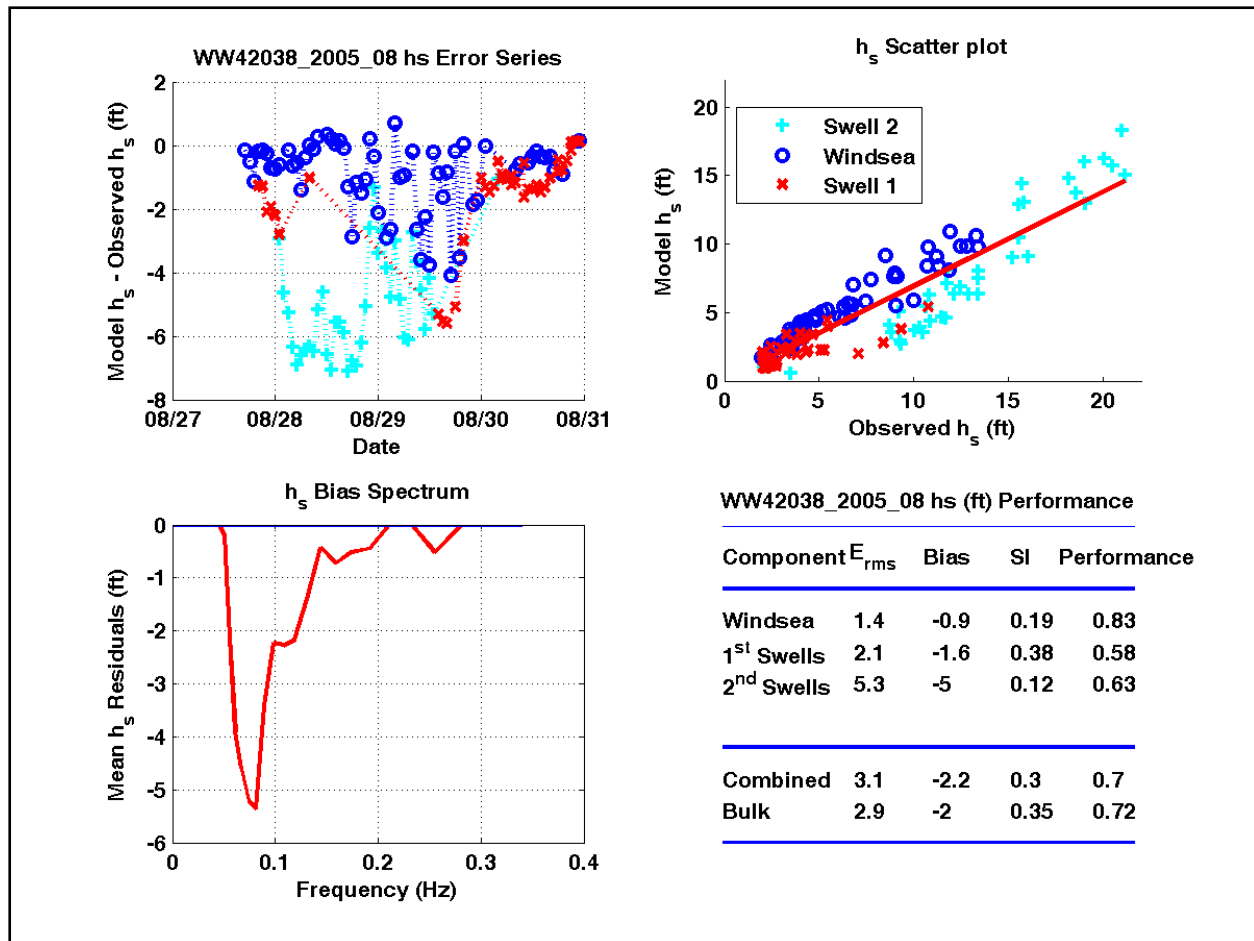 WW42038_2005_08 hs Error Series
Model hs - Observed hs (ft)
2
0
-2
-4
-6
-8
08/27 08/28 08/29 08/30 08/31
Date
hs Scatter plot
Model hs (ft)
20
15
10
5
0
Swell 2
Windsea
Swell 1
0 5 10 15 20
Observed hs (ft)
hs Bias Spectrum
Mean hs Residuals (ft)
0
-1
-2
-3
-4
-5
-6
0 0.1 0.2 0.3 0.4
Frequency (Hz)
WW42038_2005_08 hs (ft) Performance
Component Erms Bias SI Performance
Windsea 1.4 -0.9 0.19 0.83
1st Swells 2.1 -1.6 0.38 0.58
2nd Swells 5.3 -5 0.12 0.63
Combined 3.1 -2.2 0.3 0.7
Bulk 2.9 -2 0.35 0.72